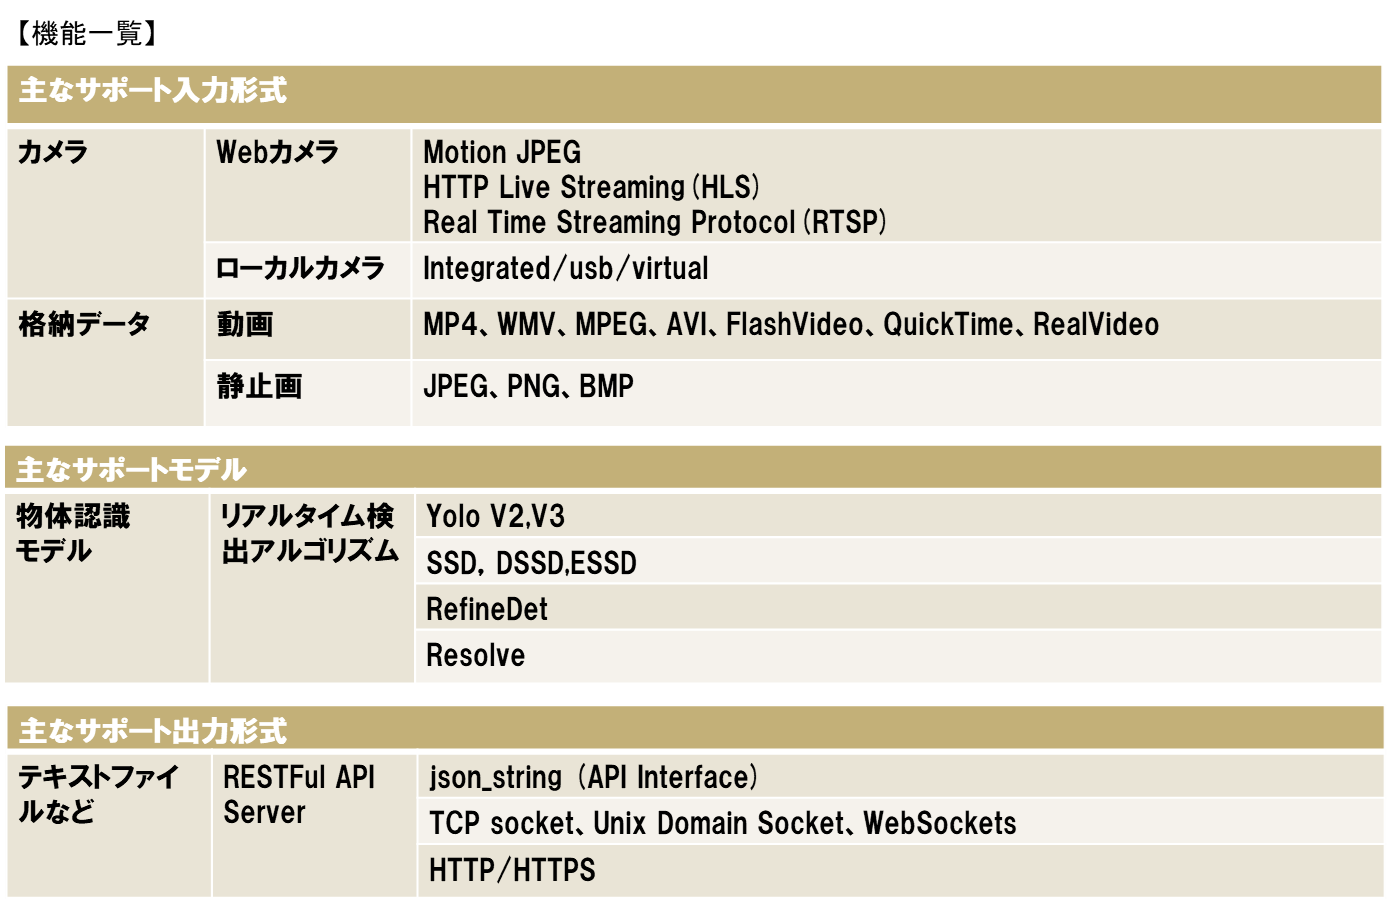 【機能一覧】
主なサポート入力形式
カメラ
Webカメラ
Motion JPEG
HTTP Live Streaming(HLS)
Real Time Streaming Protocol(RTSP)
ローカルカメラ
Integrated/usb/virtual
格納データ
動画
MP4、WMV、MPEG、AVI、FlashVideo、QuickTime、RealVideo
静止画
JPEG、PNG、BMP
主なサポートモデル
物体認識
モデル
リアルタイム検
出アルゴリズム
Yolo V2,V3
SSD, DSSD,ESSD
RefineDet
Resolve
主なサポート出力形式
テキストファイ
ルなど
RESTFul API
Server
json_string (API Interface)
TCP socket、Unix Domain Socket、WebSockets
HTTP/HTTPS